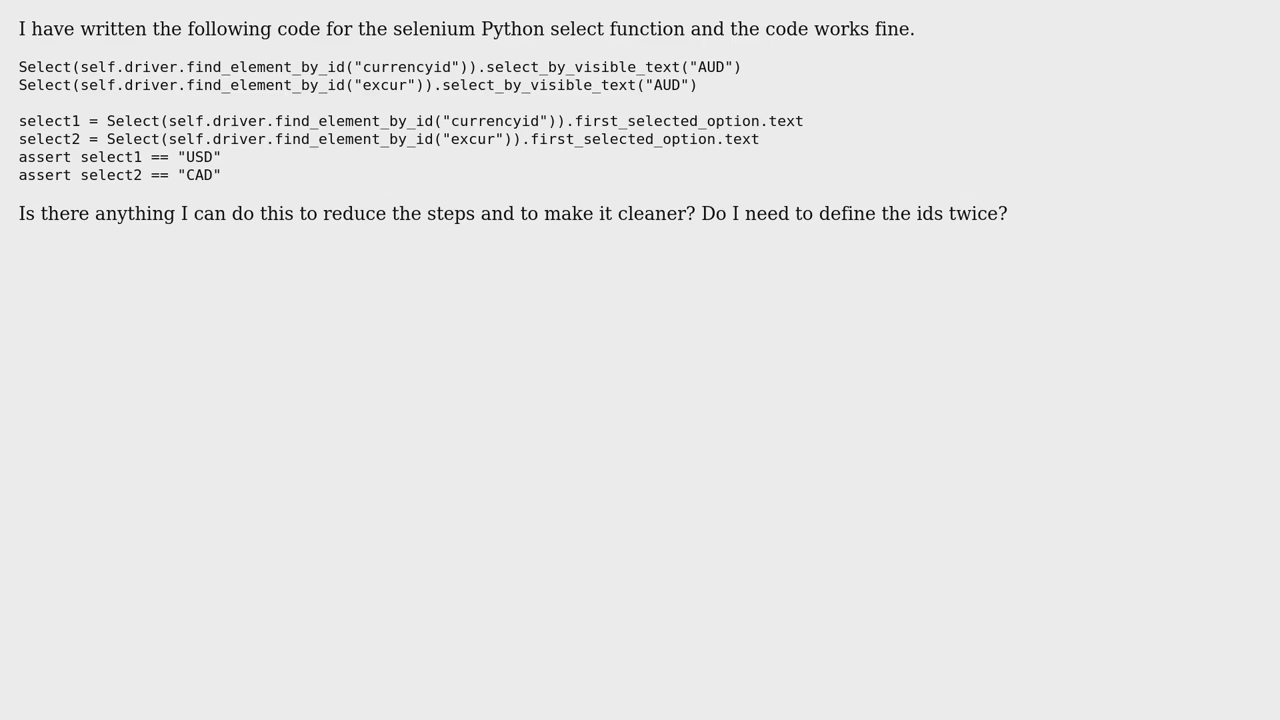 I have written the following code for the selenium Python select function and the code works fine.
Select(self.driver.find_element_by_id("currencyid")).select_by_visible_text("AUD")
Select(self.driver.find_element_by_id("excur")).select_by_visible_text("AUD")
select1 = Select(self.driver.find_element_by_id("currencyid")).first_selected_option.text
select2 = Select(self.driver.find_element_by_id("excur")).first_selected_option.text
assert select1 == "USD"
assert select2 == "CAD"
Is there anything I can do this to reduce the steps and to make it cleaner? Do I need to define the ids twice?